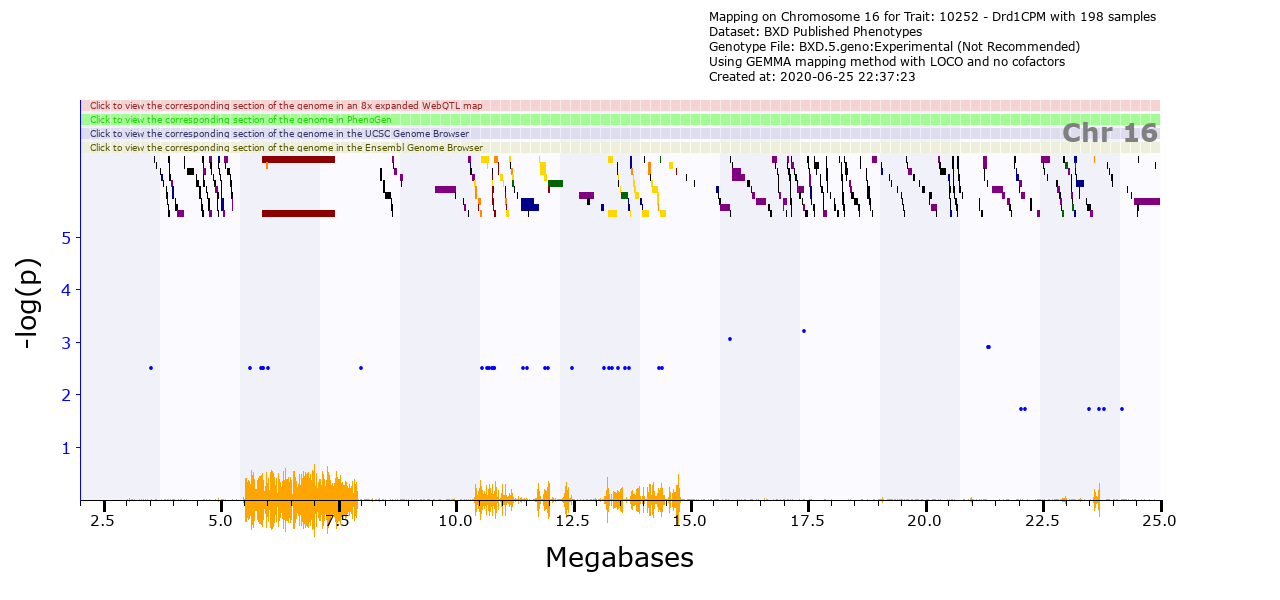 Mapping on Chromosome 16 for Trait: 10252 - Drd1CPM with 198 samples
Dataset: BXD Published Phenotypes
Genotype File: BXD.5.geno:Experimental (Not Recommended)
Using GEMMA mapping method with LOCO and no cofactors
Created at: 2020-06-25 22:37:23
Click to view the corresponding section of the genome in an 8x expanded WebQTL map
Click to view the corresponding section of the genome in PhenoGen
Click to view the corresponding section of the genome in the UCSC Genome Browser
Chr 16
Click to view the corresponding section of the genome in the Ensembl Genome Browser
5
4
3
2
1
-log(p)
2.5 5.0 7.5 10.0 12.5 15.0 17.5 20.0 22.5 25.0
Megabases